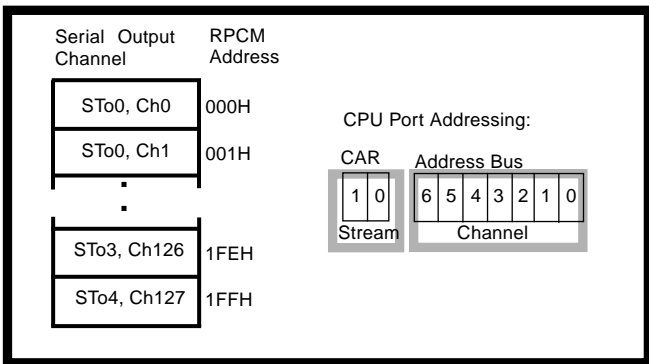 Serial Output Channel
RPCM Address
STo0, Ch0
000H
STo0, Ch1
001H
STo3, Ch126
1FEH
STo4, Ch127
1FFH
CPU Port Addressing:
CAR
Address Bus
1 0
6 5 4 3 2 1 0
Stream
Channel